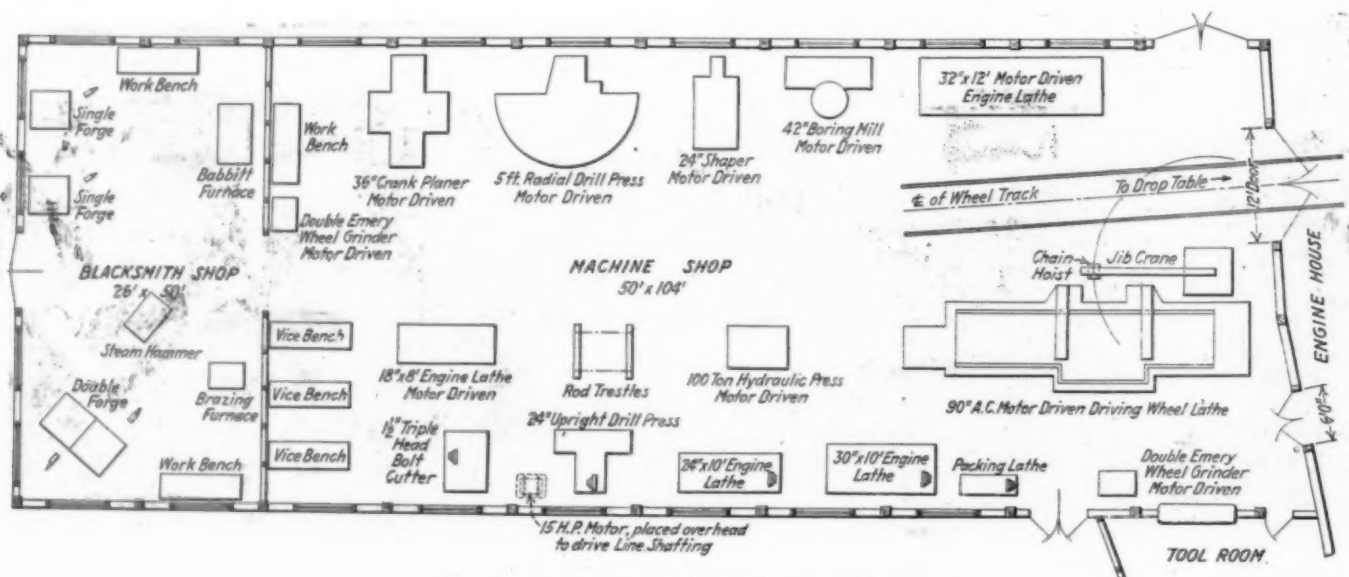 Work Bench
Single
Forge
Single
Forge
Babbitt
Furnace
Work
Bench
Double Emery
Wheel Grinder
Motor Driven
36" Crank Planer
Motor Driven
5 ft. Radial Drill Press
Motor Driven
24" Shaper
Motor Driven
42" Boring Mill
Motor Driven
32"x12' Motor Driven
Engine Lathe
℄ of Wheel Track
To Drop Table
12' Door
Chain
Hoist
Jib Crane
ENGINE HOUSE
BLACKSMITH SHOP
26' x 50'
MACHINE SHOP
50' x 104'
Steam Hammer
Double
Forge
Brazing
Furnace
Work Bench
Vice Bench
Vice Bench
Vice Bench
18"x8' Engine Lathe
Motor Driven
Rod Trestles
100 Ton Hydraulic Press
Motor Driven
90" A.C. Motor Driven Driving Wheel Lathe
6'0"
1½" Triple
Head
Bolt
Cutter
24" Upright Drill Press
24"x10' Engine
Lathe
30"x10' Engine
Lathe
Packing Lathe
Double Emery
Wheel Grinder
Motor Driven
15 H.P. Motor, placed overhead
to drive Line Shafting
TOOL ROOM